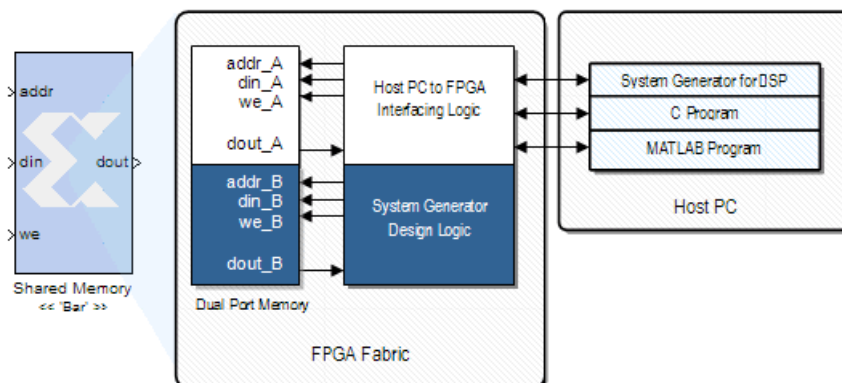 addr
din
dout
we
Shared Memory
<< 'Bar' >>
addr_A
din_A
we_A
dout_A
addr_B
din_B
we_B
dout_B
Dual Port Memory
Host PC to FPGA
Interfacing Logic
System Generator
Design Logic
FPGA Fabric
System Generator for DSP
C Program
MATLAB Program
Host PC